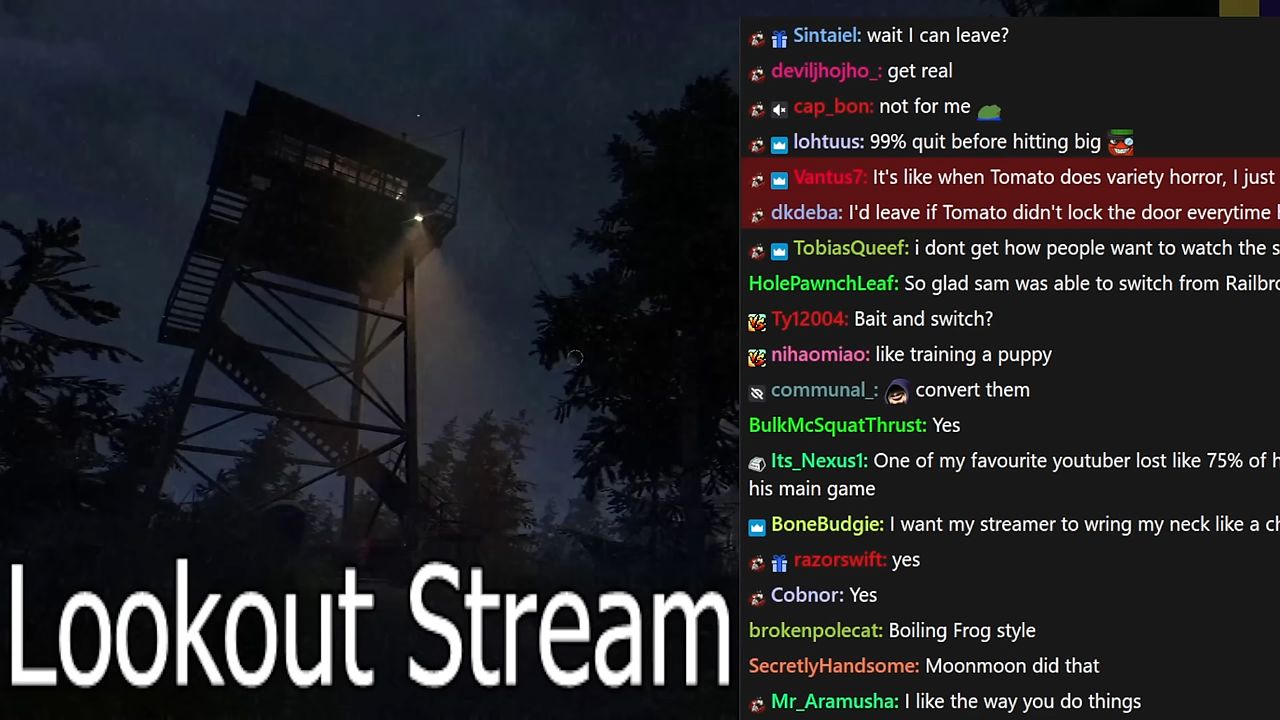 Sintaiel: wait I can leave?
deviljhojho_: get real
cap_bon: not for me
lohtuus: 99% quit before hitting big
Vantus7: It's like when Tomato does variety horror, I just
dkdeba: I'd leave if Tomato didn't lock the door everytime
TobiasQueef: i dont get how people want to watch the s
HolePawnchLeaf: So glad sam was able to switch from Railbro
Ty12004: Bait and switch?
nihaomiao: like training a puppy
communal_: convert them
BulkMcSquatThrust: Yes
Its_Nexus1: One of my favourite youtuber lost like 75% of h
his main game
BoneBudgie: I want my streamer to wring my neck like a ch
razorswift: yes
Cobnor: Yes
brokenpolecat: Boiling Frog style
SecretlyHandsome: Moonmoon did that
Mr_Aramusha: I like the way you do things
Lookout Stream